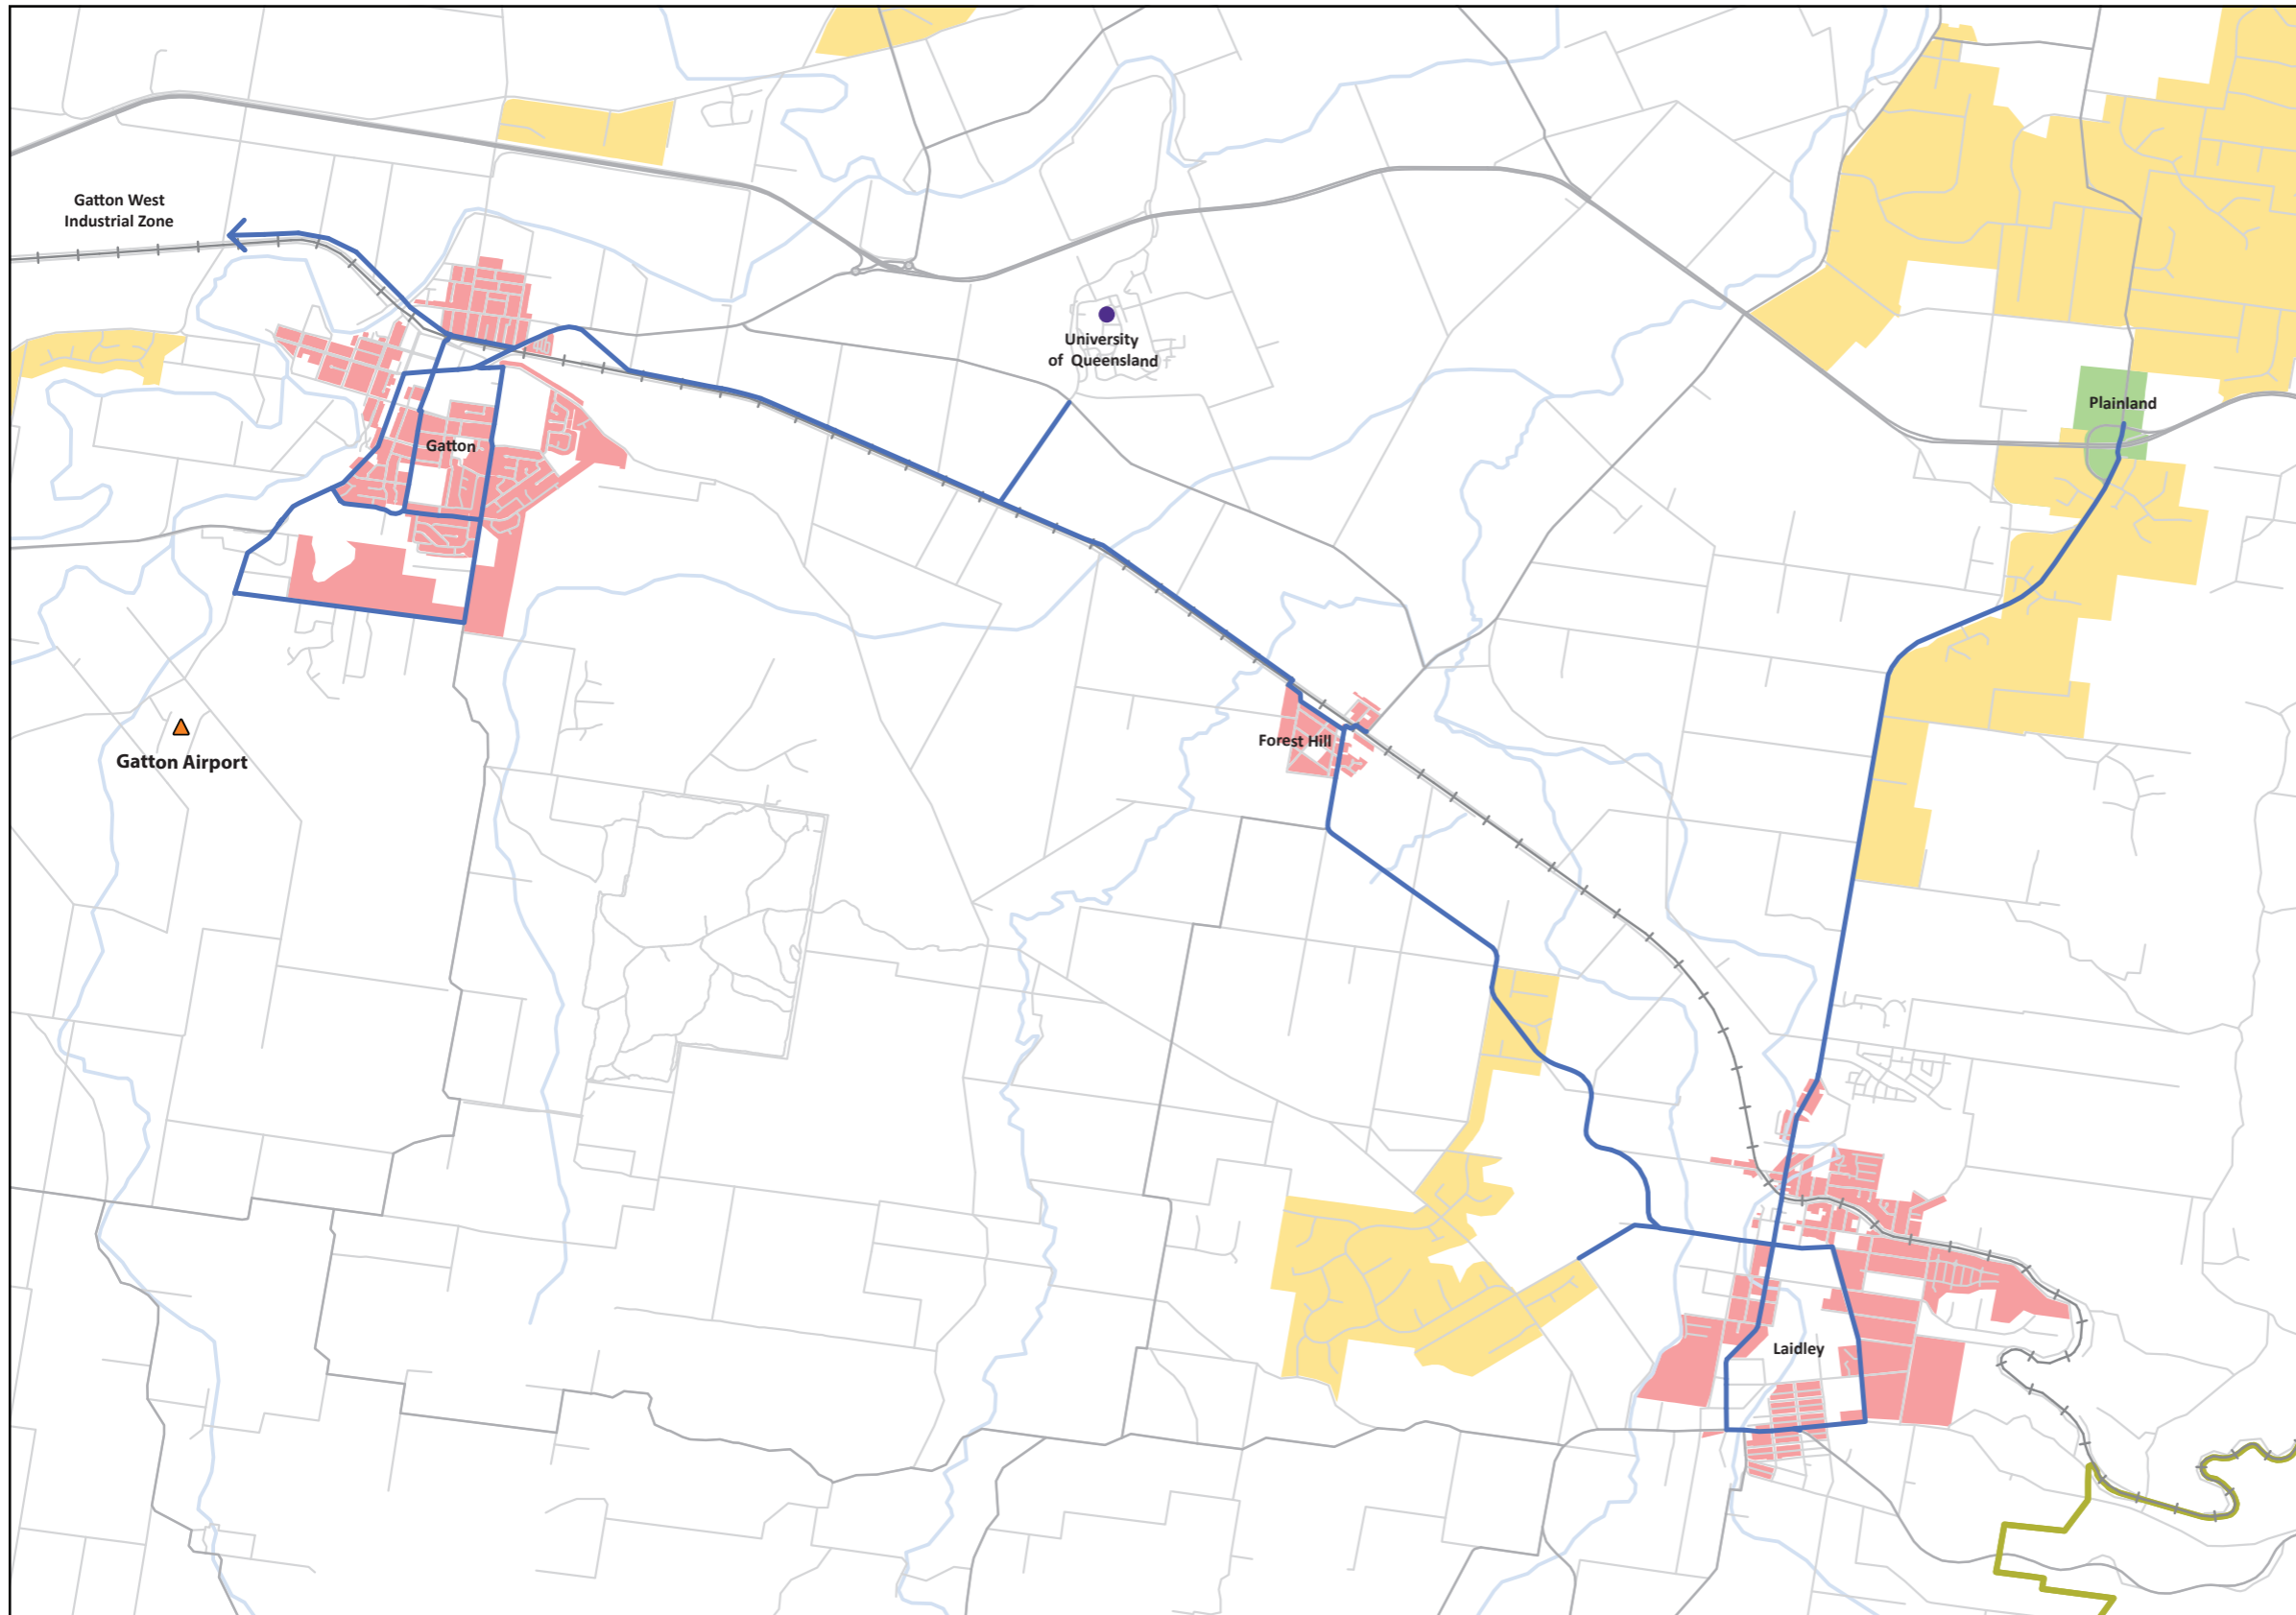 Gatton West
Industrial Zone
University
of Queensland
Plainland
Gatton
Forest Hill
Gatton Airport
Laidley